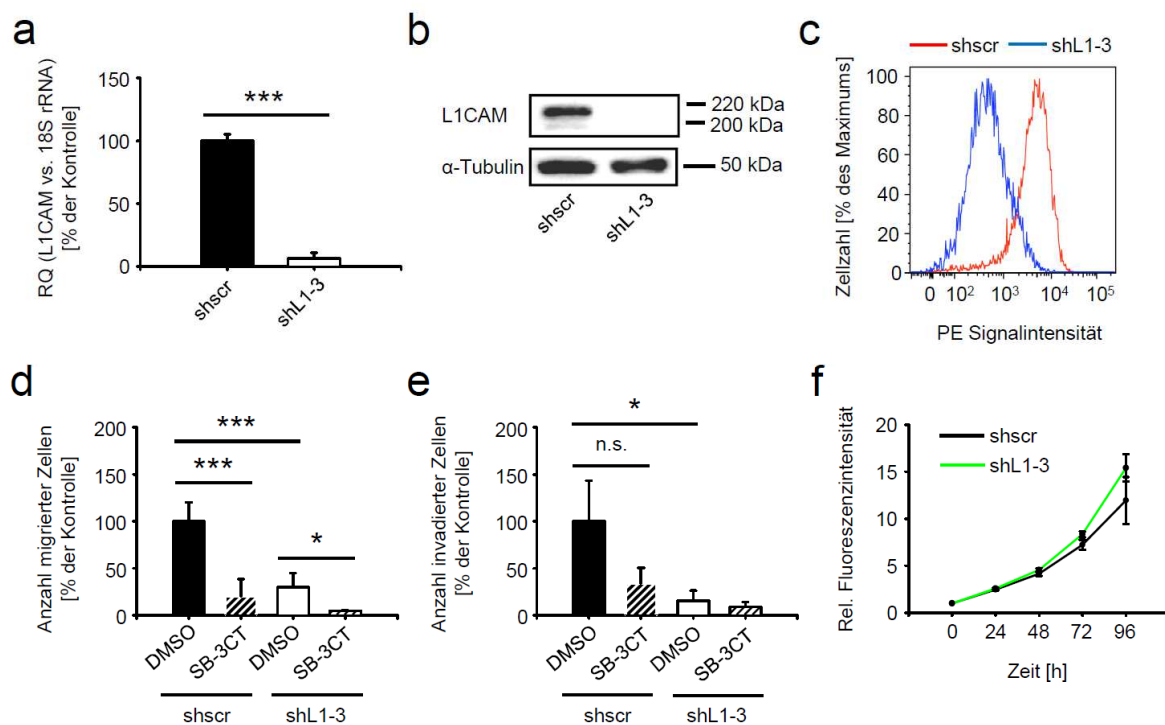 a
RQ (L1CAM vs. 18S rRNA)
[% der Kontrolle]
150
100
50
0
***
shscr
shL1-3
b
L1CAM
α-Tubulin
220 kDa
200 kDa
50 kDa
shscr
shL1-3
c
shscr
shL1-3
Zellzahl [% des Maximums]
100
80
60
40
20
0
0 10² 10³ 10⁴ 10⁵
PE Signalintensität
d
Anzahl migrierter Zellen
[% der Kontrolle]
200
150
100
50
0
***
***
*
DMSO
SB-3CT
DMSO
SB-3CT
shscr
shL1-3
e
Anzahl invadierter Zellen
[% der Kontrolle]
200
150
100
50
0
*
n.s.
DMSO
SB-3CT
DMSO
SB-3CT
shscr
shL1-3
f
Rel. Fluoreszenzintensität
20
15
10
5
0
shscr
shL1-3
0 24 48 72 96
Zeit [h]